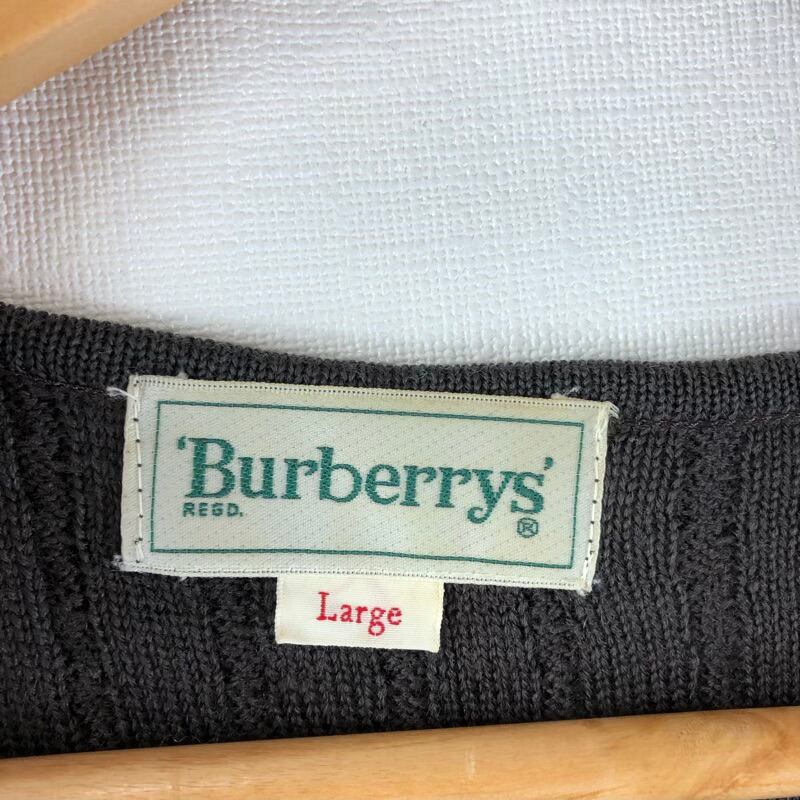 'Burberrys'
REGD. ®
Large